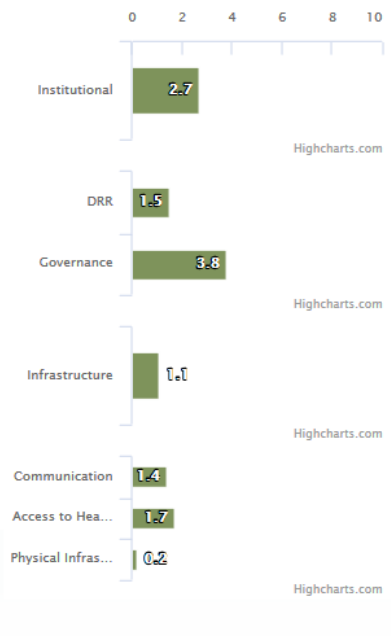 0 2 4 6 8 10
Institutional 2.7
Highcharts.com
DRR 1.5
Governance 3.8
Highcharts.com
Infrastructure 1.1
Highcharts.com
Communication 1.4
Access to Hea... 1.7
Physical Infras... 0.2
Highcharts.com